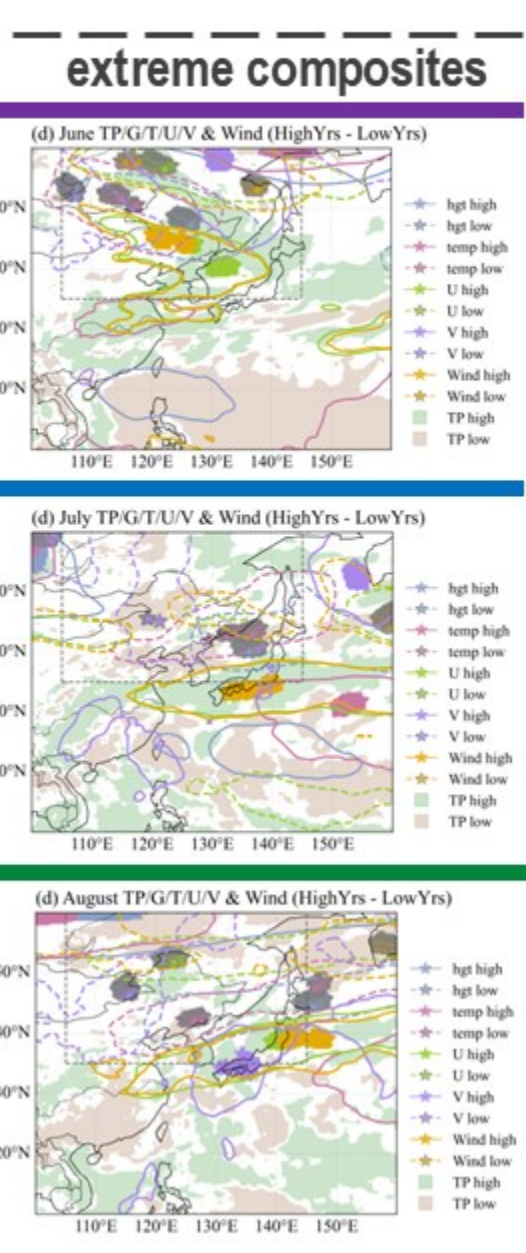 extreme composites
(d) June TP/G/T/U/V & Wind (HighYrs - LowYrs)
0°N
0°N
0°N
0°N
110°E 120°E 130°E 140°E 150°E
hgt high
hgt low
temp high
temp low
U high
U low
V high
V low
Wind high
Wind low
TP high
TP low
(d) July TP/G/T/U/V & Wind (HighYrs - LowYrs)
0°N
0°N
0°N
0°N
110°E 120°E 130°E 140°E 150°E
hgt high
hgt low
temp high
temp low
U high
U low
V high
V low
Wind high
Wind low
TP high
TP low
(d) August TP/G/T/U/V & Wind (HighYrs - LowYrs)
0°N
0°N
0°N
20°N
110°E 120°E 130°E 140°E 150°E
hgt high
hgt low
temp high
temp low
U high
U low
V high
V low
Wind high
Wind low
TP high
TP low